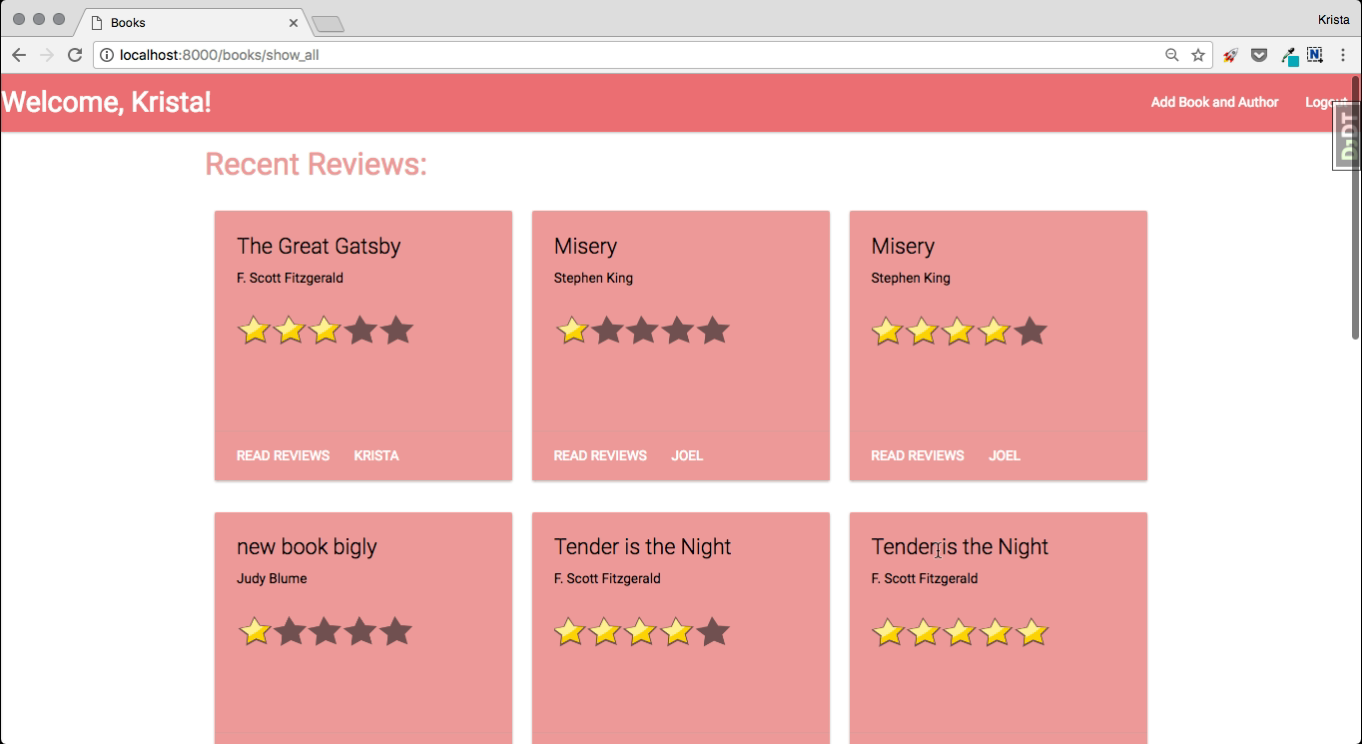 Books
Krista
localhost:8000/books/show_all
Welcome, Krista!
Add Book and Author
Logout
DjDT
Recent Reviews:
The Great Gatsby
F. Scott Fitzgerald
READ REVIEWS KRISTA
Misery
Stephen King
READ REVIEWS JOEL
Misery
Stephen King
READ REVIEWS JOEL
new book bigly
Judy Blume
Tender is the Night
F. Scott Fitzgerald
Tender is the Night
F. Scott Fitzgerald